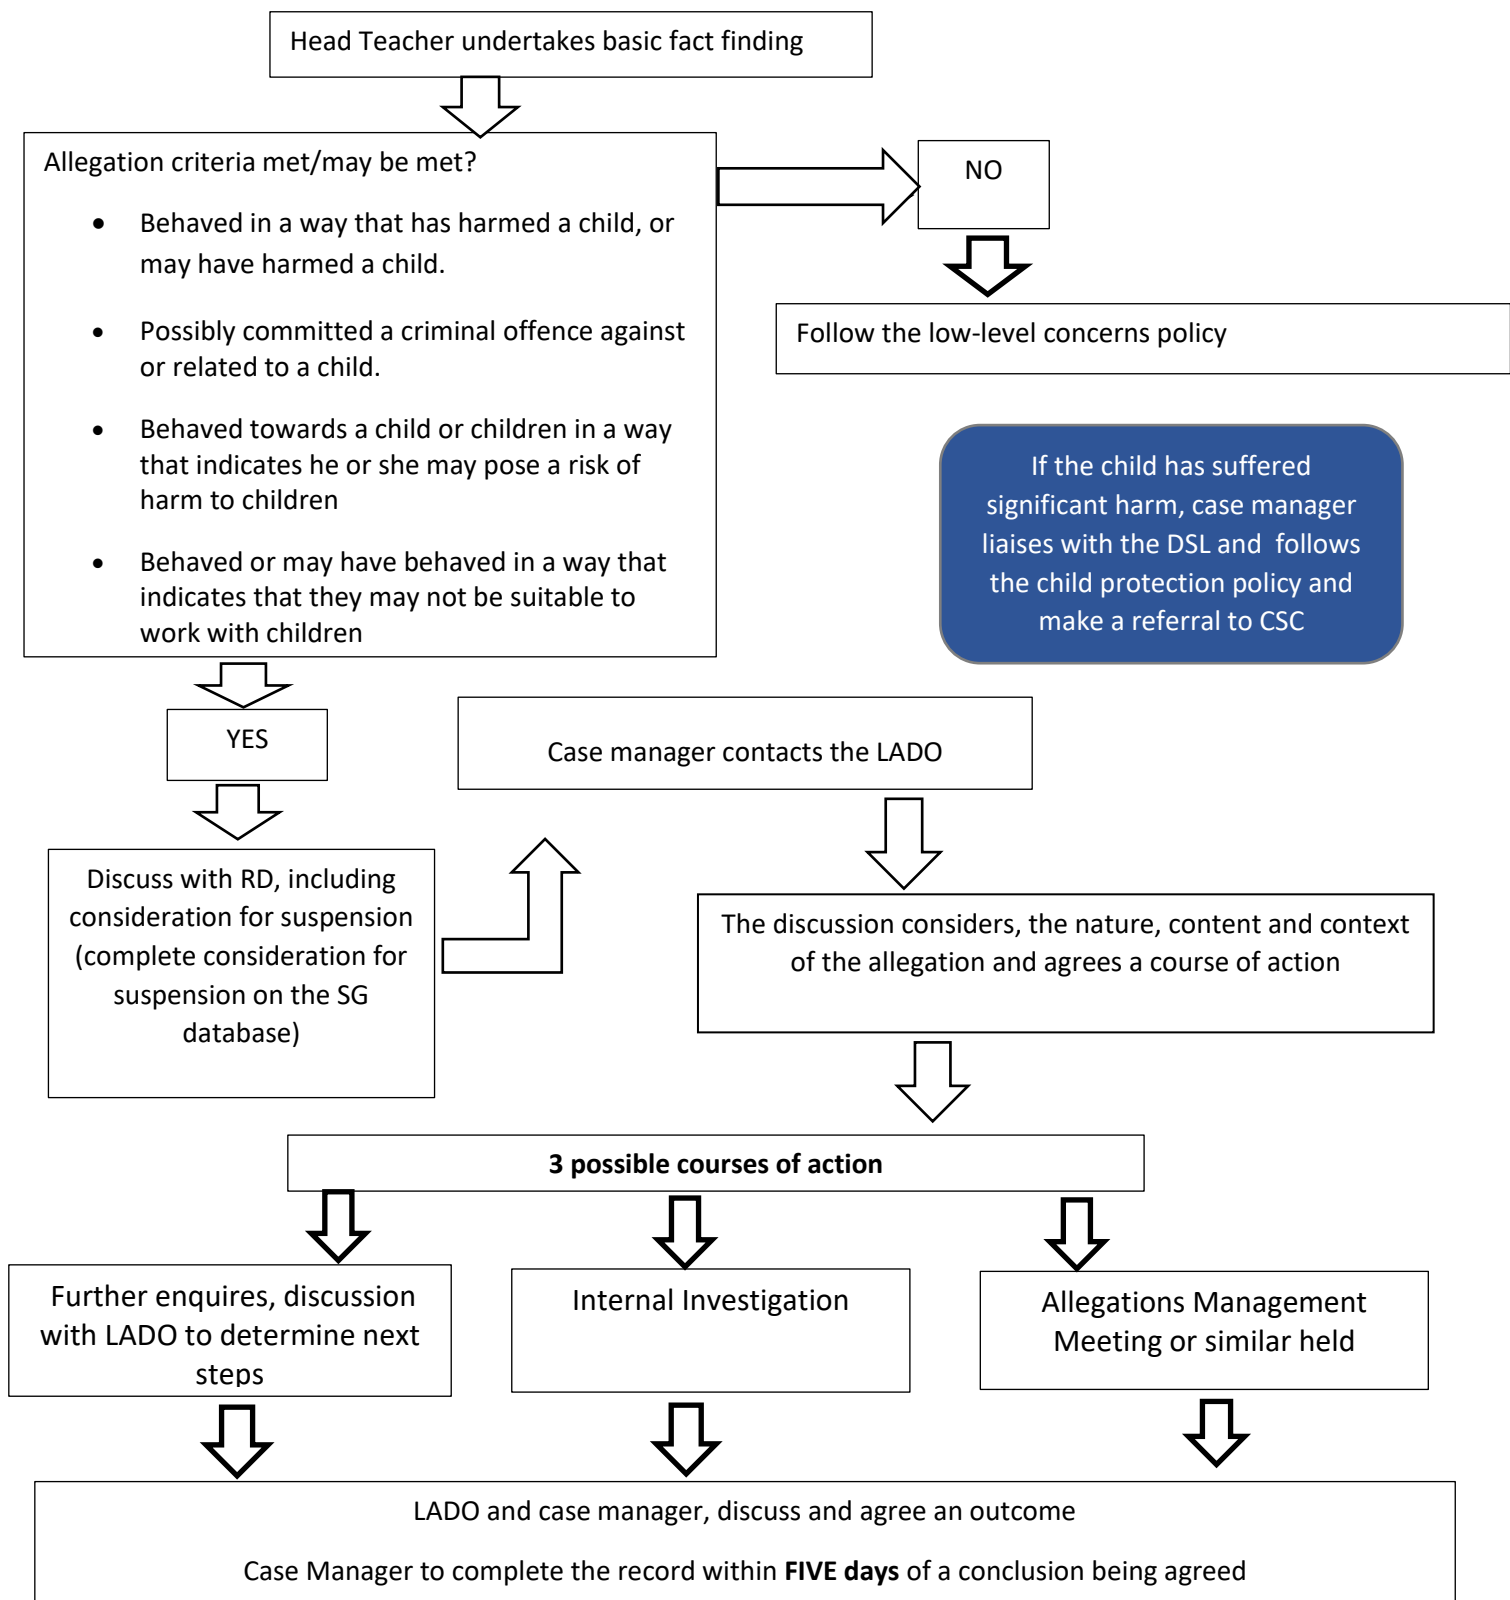 Head Teacher undertakes basic fact finding
Allegation criteria met/may be met?
• Behaved in a way that has harmed a child, or
may have harmed a child.
• Possibly committed a criminal offence against
or related to a child.
• Behaved towards a child or children in a way
that indicates he or she may pose a risk of
harm to children
• Behaved or may have behaved in a way that
indicates that they may not be suitable to
work with children
NO
Follow the low-level concerns policy
If the child has suffered
significant harm, case manager
liaises with the DSL and follows
the child protection policy and
make a referral to CSC
YES
Discuss with RD, including
consideration for suspension
(complete consideration for
suspension on the SG
database)
Case manager contacts the LADO
The discussion considers, the nature, content and context
of the allegation and agrees a course of action
3 possible courses of action
Further enquires, discussion
with LADO to determine next
steps
Internal Investigation
Allegations Management
Meeting or similar held
LADO and case manager, discuss and agree an outcome
Case Manager to complete the record within FIVE days of a conclusion being agreed